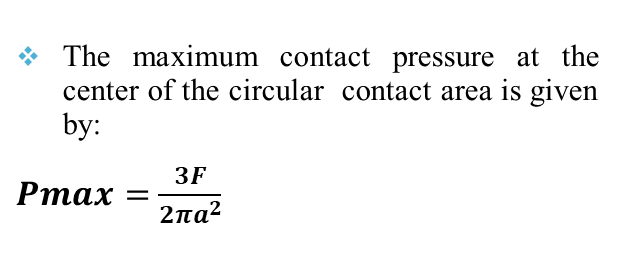 ❖ The maximum contact pressure at the
center of the circular contact area is given
by:
Pmax = 3F / 2πa²